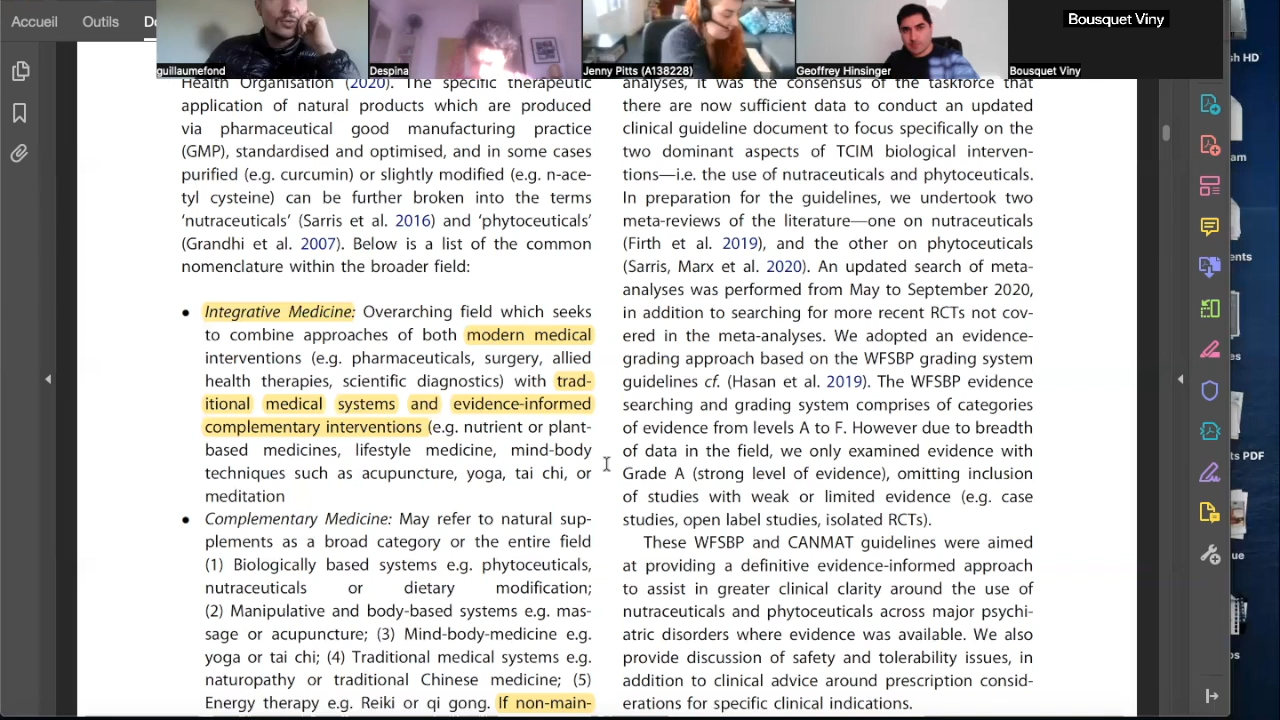 Accueil
Outils
Do
guillaumefond
Despina
Jenny Pitts (A138228)
Geoffrey Hinsinger
Bousquet Viny
Bousquet Viny
Health Organisation (2020). The specific therapeutic
application of natural products which are produced
via pharmaceutical good manufacturing practice
(GMP), standardised and optimised, and in some cases
purified (e.g. curcumin) or slightly modified (e.g. n-ace-
tyl cysteine) can be further broken into the terms
‘nutraceuticals’ (Sarris et al. 2016) and ‘phytoceuticals’
(Grandhi et al. 2007). Below is a list of the common
nomenclature within the broader field:
● Integrative Medicine: Overarching field which seeks
to combine approaches of both modern medical
interventions (e.g. pharmaceuticals, surgery, allied
health therapies, scientific diagnostics) with trad-
itional medical systems and evidence-informed
complementary interventions (e.g. nutrient or plant-
based medicines, lifestyle medicine, mind-body
techniques such as acupuncture, yoga, tai chi, or
meditation
● Complementary Medicine: May refer to natural sup-
plements as a broad category or the entire field
(1) Biologically based systems e.g. phytoceuticals,
nutraceuticals or dietary modification;
(2) Manipulative and body-based systems e.g. mas-
sage or acupuncture; (3) Mind-body-medicine e.g.
yoga or tai chi; (4) Traditional medical systems e.g.
naturopathy or traditional Chinese medicine; (5)
Energy therapy e.g. Reiki or qi gong. If non-main-
analyses, it was the consensus of the taskforce that
there are now sufficient data to conduct an updated
clinical guideline document to focus specifically on the
two dominant aspects of TCIM biological interven-
tions—i.e. the use of nutraceuticals and phytoceuticals.
In preparation for the guidelines, we undertook two
meta-reviews of the literature—one on nutraceuticals
(Firth et al. 2019), and the other on phytoceuticals
(Sarris, Marx et al. 2020). An updated search of meta-
analyses was performed from May to September 2020,
in addition to searching for more recent RCTs not cov-
ered in the meta-analyses. We adopted an evidence-
grading approach based on the WFSBP grading system
guidelines cf. (Hasan et al. 2019). The WFSBP evidence
searching and grading system comprises of categories
of evidence from levels A to F. However due to breadth
of data in the field, we only examined evidence with
Grade A (strong level of evidence), omitting inclusion
of studies with weak or limited evidence (e.g. case
studies, open label studies, isolated RCTs).
These WFSBP and CANMAT guidelines were aimed
at providing a definitive evidence-informed approach
to assist in greater clinical clarity around the use of
nutraceuticals and phytoceuticals across major psychi-
atric disorders where evidence was available. We also
provide discussion of safety and tolerability issues, in
addition to clinical advice around prescription consid-
erations for specific clinical indications.
sh HD
am
ents
es
ts PDF
ue
os